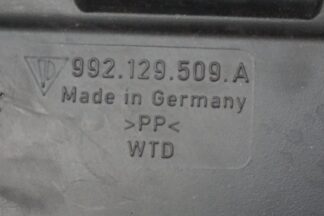 992.129.509.A
Made in Germany
>PP<
WTD